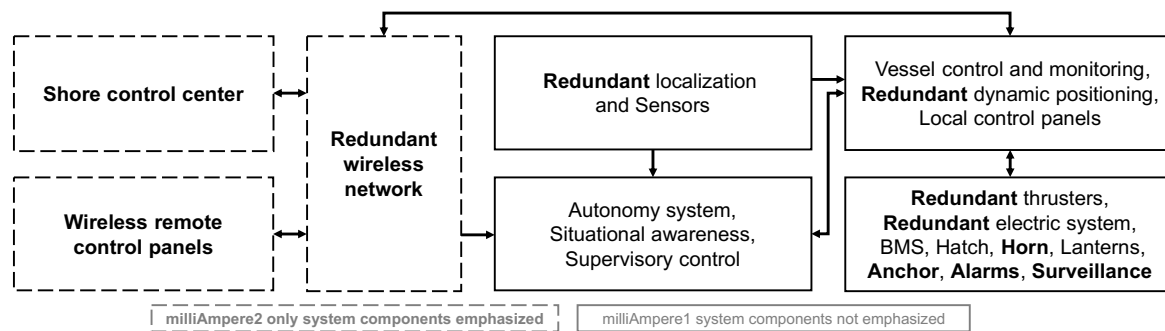 Shore control center
Wireless remote
control panels
Redundant
wireless
network
Redundant localization
and Sensors
Autonomy system,
Situational awareness,
Supervisory control
Vessel control and monitoring,
Redundant dynamic positioning,
Local control panels
Redundant thrusters,
Redundant electric system,
BMS, Hatch, Horn, Lanterns,
Anchor, Alarms, Surveillance
milliAmpere2 only system components emphasized
milliAmpere1 system components not emphasized